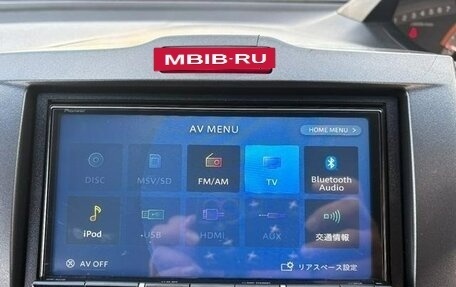 MBIB·RU
Pioneer
AV MENU
HOME MENU >
DISC
MSV/SD
FM/AM
TV
Bluetooth Audio
iPod
USB
HDMI
AUX
交通情報
AV OFF
リアスペース設定